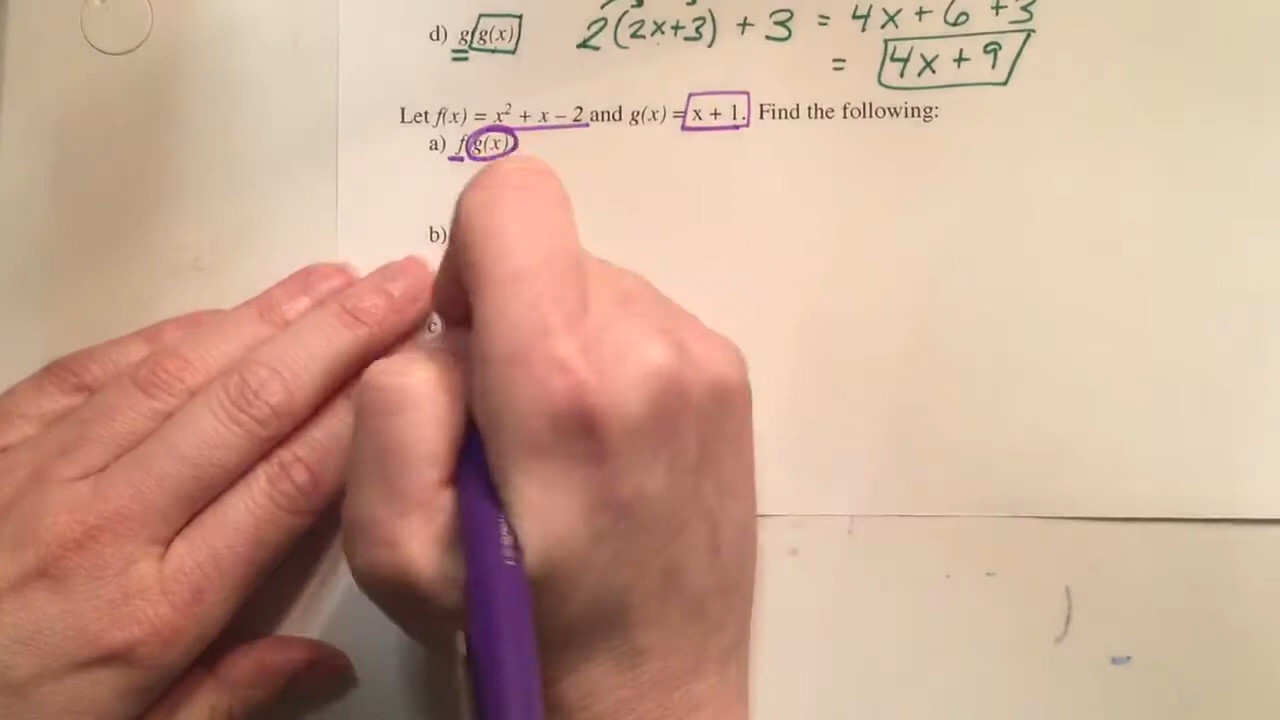 d) g(g(x)) 2(2x+3) + 3 = 4x + 6 + 3
= 4x + 9
Let f(x) = x² + x – 2 and g(x) = x + 1. Find the following:
a) f(g(x))
b)
c)